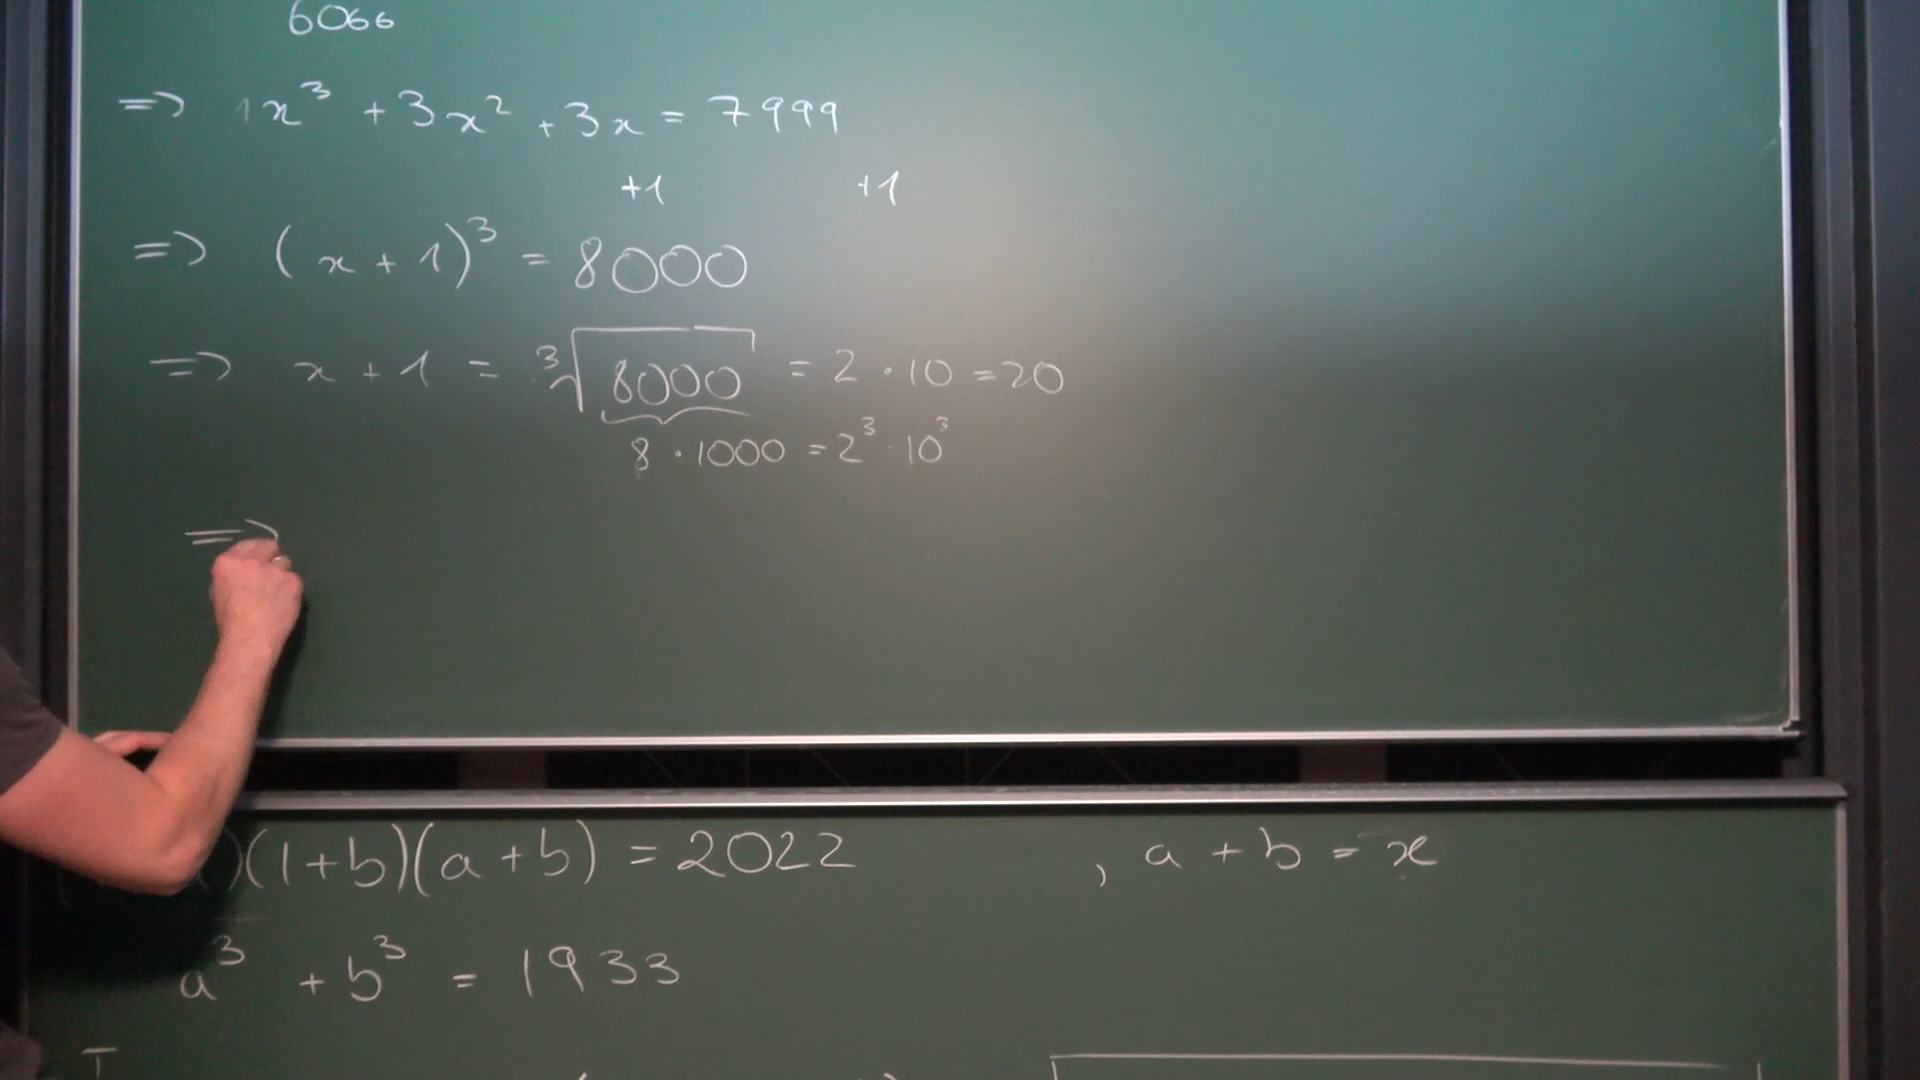 6066
=> 1x³ + 3x² + 3x = 7999
+1 +1
=> (x + 1)³ = 8000
=> x + 1 = ³√8000 = 2 · 10 = 20
8 · 1000 = 2³ · 10³
=>
)(1+b)(a+b) = 2022 , a + b = x
a³ + b³ = 1933